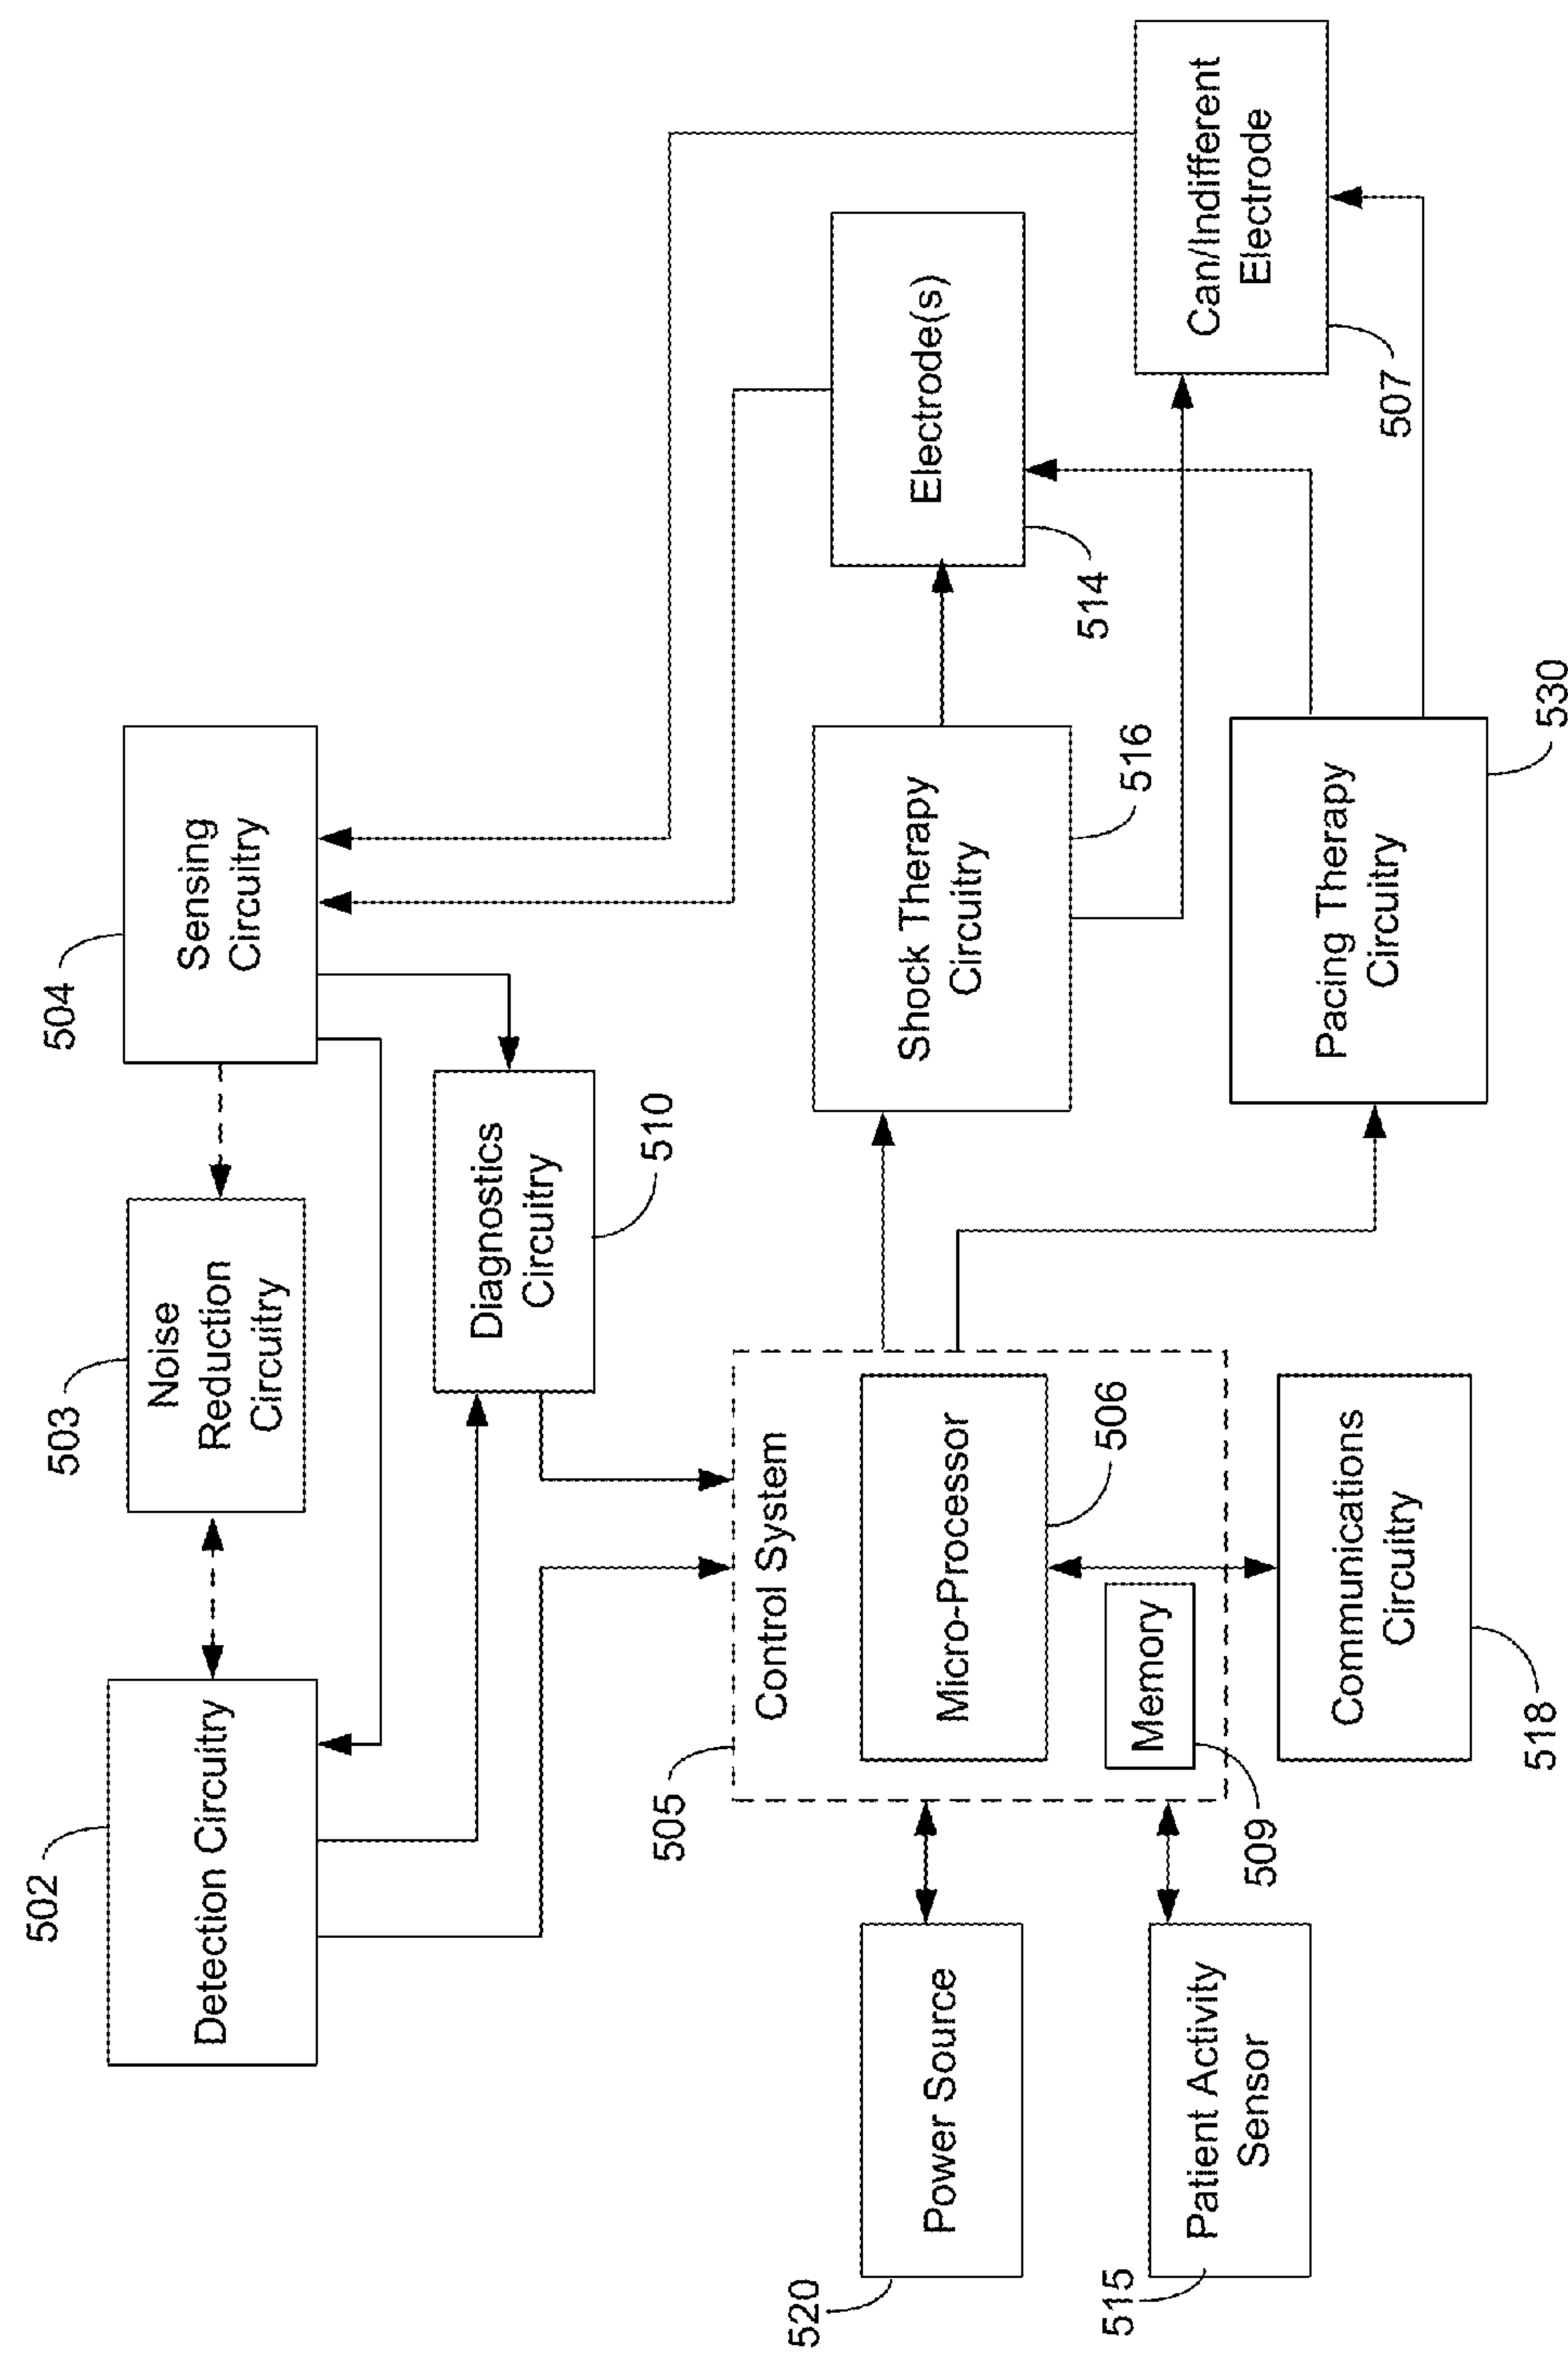 502
Detection Circuitry
503
Noise
Reduction
Circuitry
504
Sensing
Circuitry
Diagnostics
Circuitry
510
505
Control System
Micro-Processor
506
Memory
509
520
Power Source
515
Patient Activity
Sensor
Communications
Circuitry
518
Shock Therapy
Circuitry
516
Pacing Therapy
Circuitry
530
Electrode(s)
514
Can/Indifferent
Electrode
507